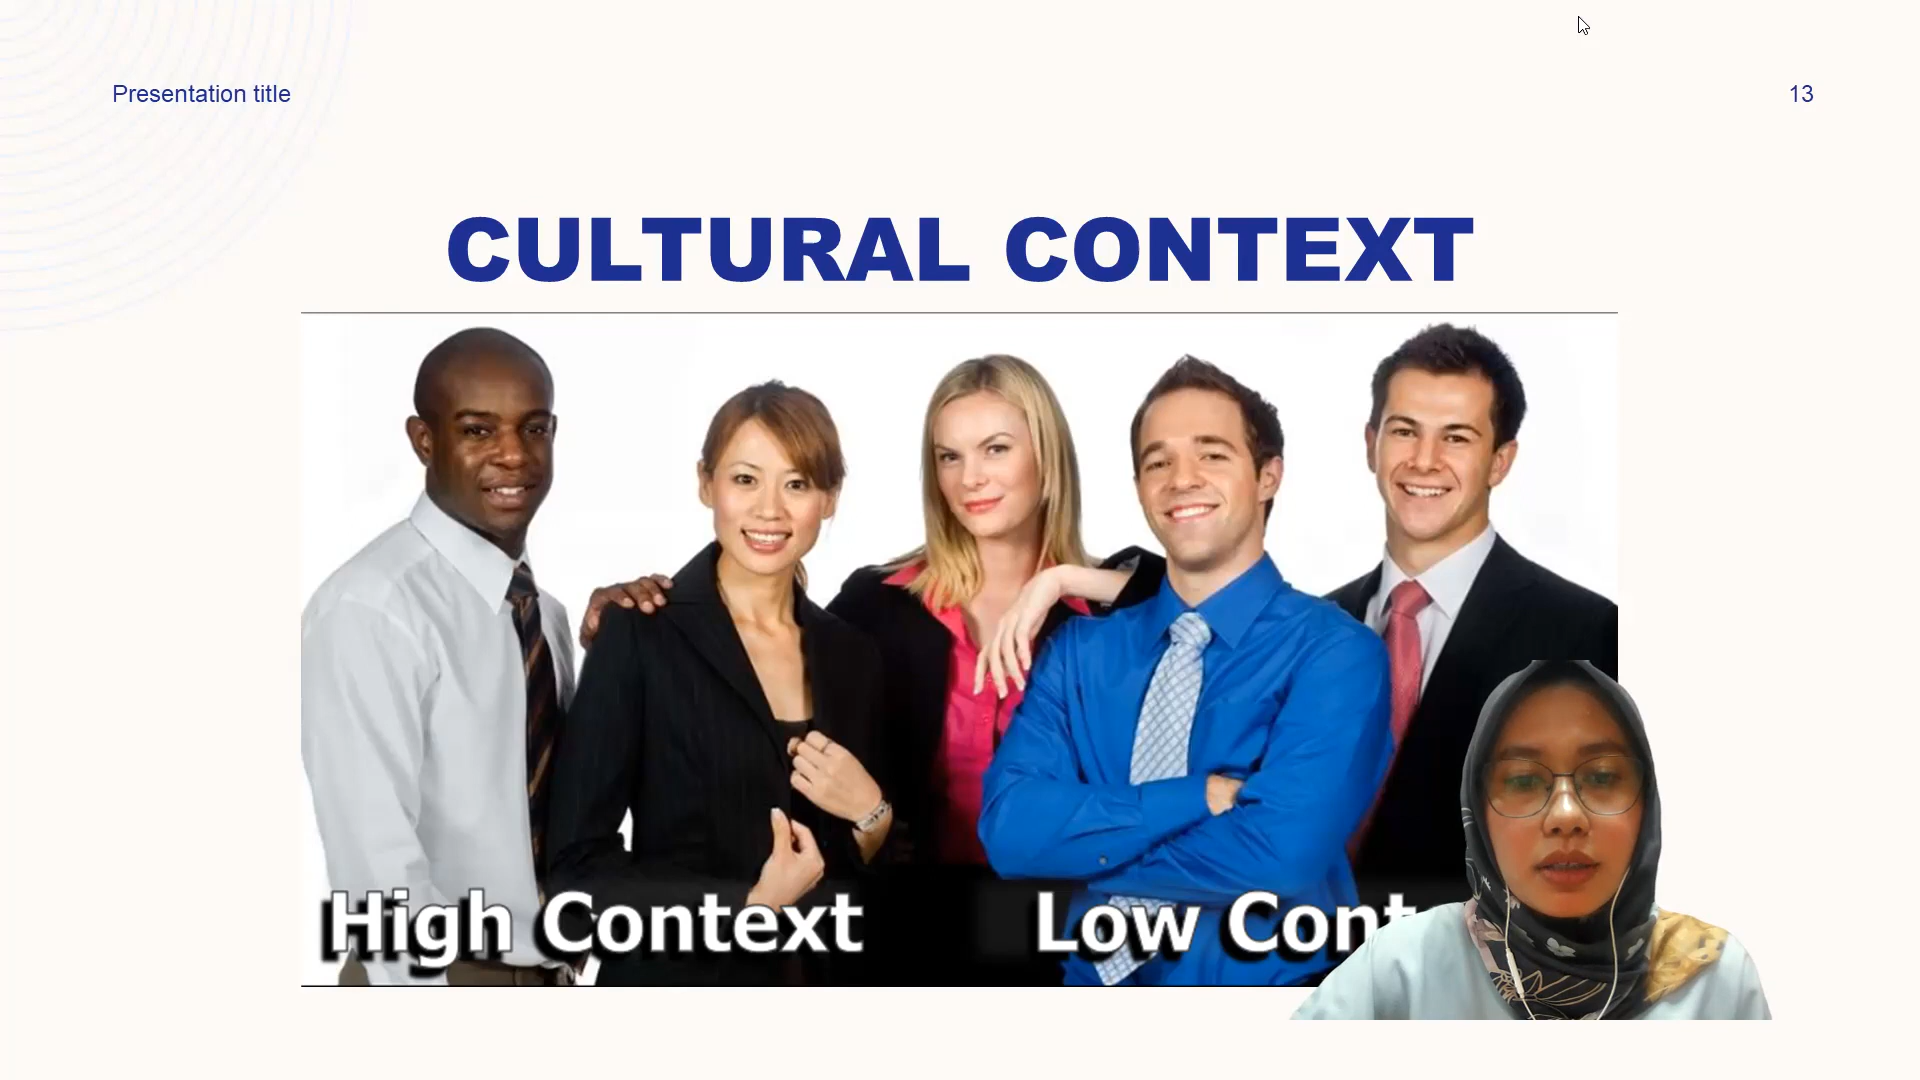 Presentation title
13
CULTURAL CONTEXT
High Context
Low Cont